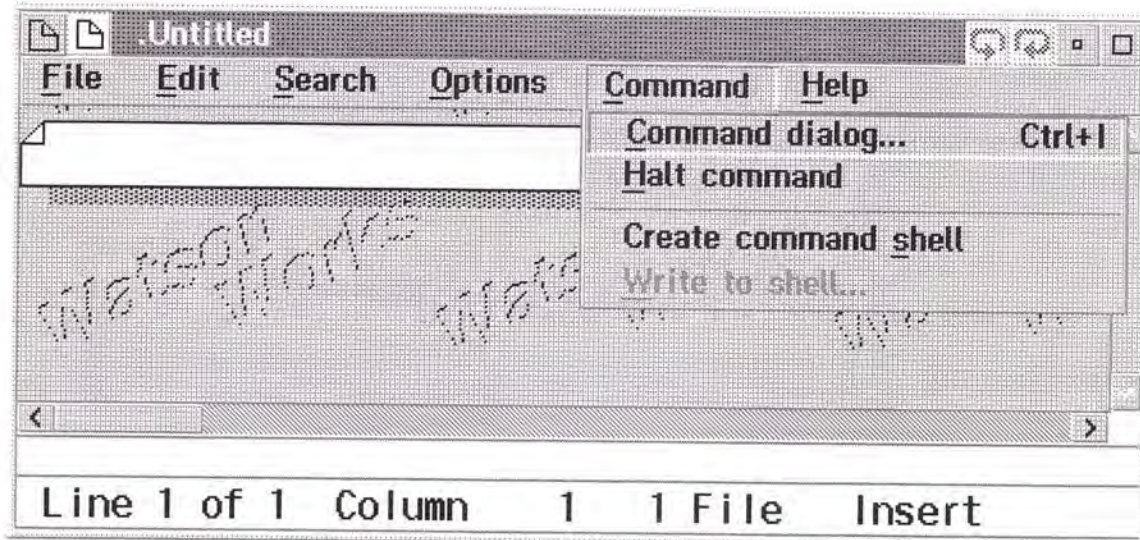 .Untitled
File Edit Search Options Command Help
Command dialog... Ctrl+I
Halt command
Create command shell
Write to shell...
Watson Works Wats
Line 1 of 1 Column 1 1 File Insert